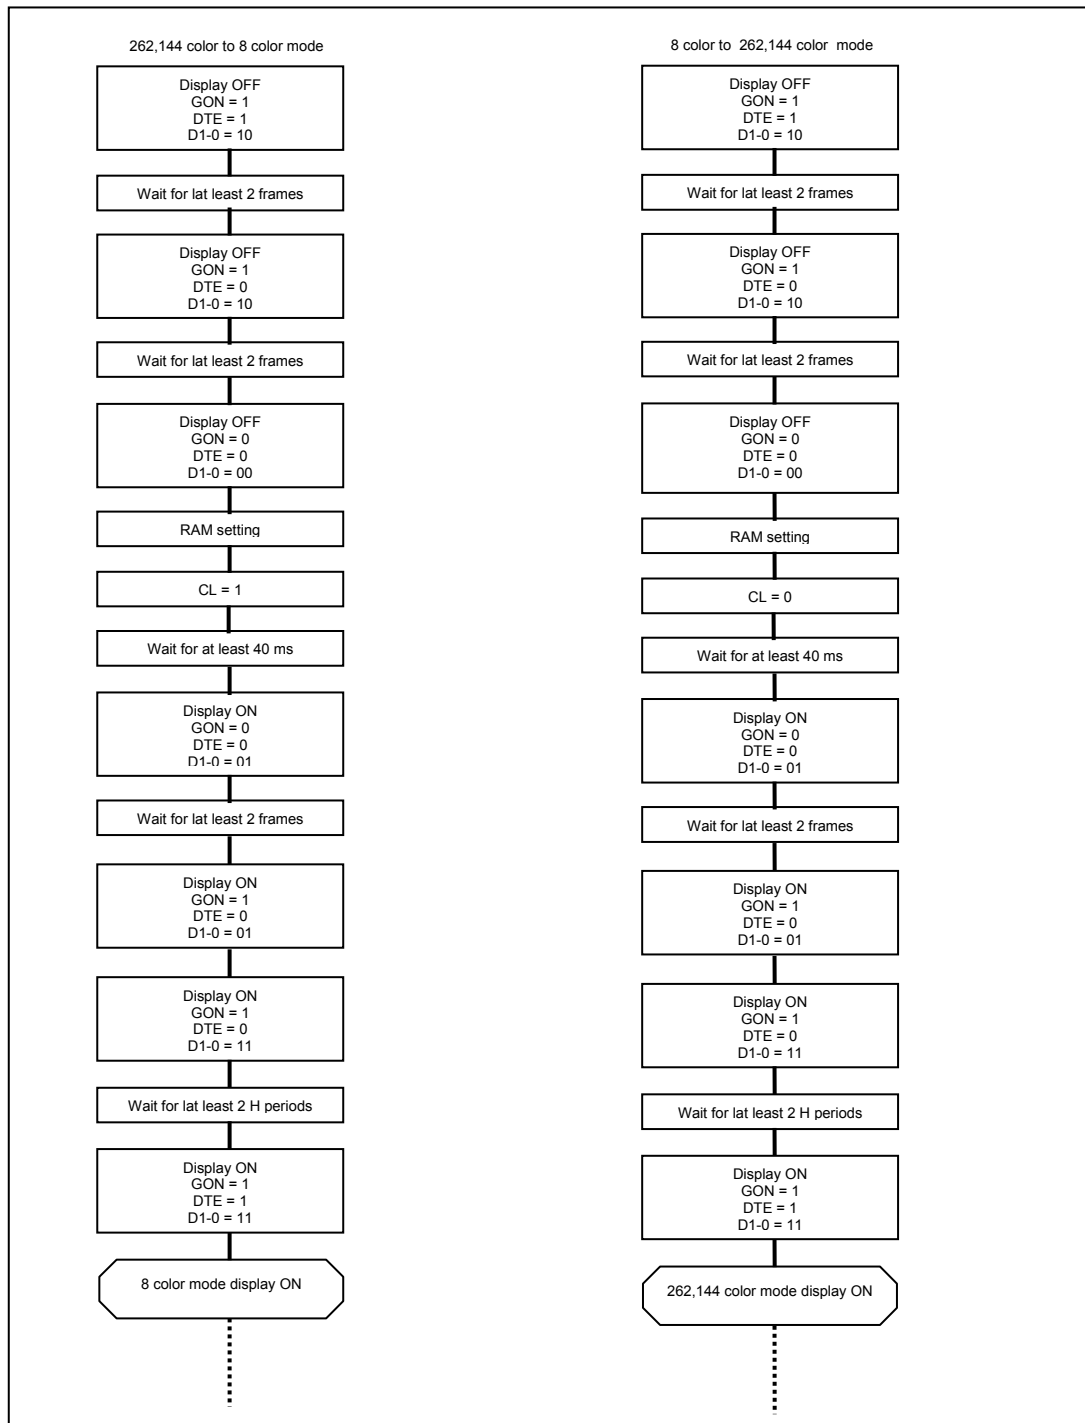 262,144 color to 8 color mode
Display OFF
GON = 1
DTE = 1
D1-0 = 10
Wait for lat least 2 frames
Display OFF
GON = 1
DTE = 0
D1-0 = 10
Wait for lat least 2 frames
Display OFF
GON = 0
DTE = 0
D1-0 = 00
RAM setting
CL = 1
Wait for at least 40 ms
Display ON
GON = 0
DTE = 0
D1-0 = 01
Wait for lat least 2 frames
Display ON
GON = 1
DTE = 0
D1-0 = 01
Display ON
GON = 1
DTE = 0
D1-0 = 11
Wait for lat least 2 H periods
Display ON
GON = 1
DTE = 1
D1-0 = 11
8 color mode display ON
8 color to 262,144 color mode
Display OFF
GON = 1
DTE = 1
D1-0 = 10
Wait for lat least 2 frames
Display OFF
GON = 1
DTE = 0
D1-0 = 10
Wait for lat least 2 frames
Display OFF
GON = 0
DTE = 0
D1-0 = 00
RAM setting
CL = 0
Wait for at least 40 ms
Display ON
GON = 0
DTE = 0
D1-0 = 01
Wait for lat least 2 frames
Display ON
GON = 1
DTE = 0
D1-0 = 01
Display ON
GON = 1
DTE = 0
D1-0 = 11
Wait for lat least 2 H periods
Display ON
GON = 1
DTE = 1
D1-0 = 11
262,144 color mode display ON